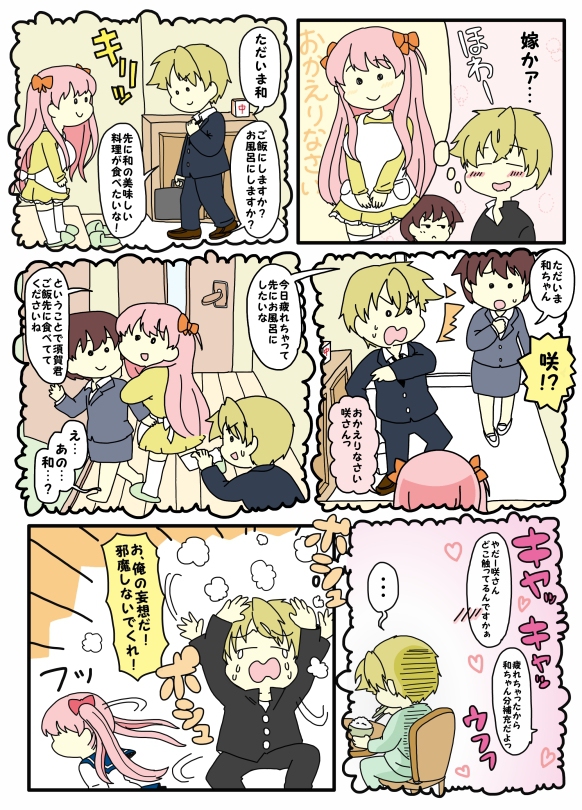 嫁かァ…
ほわー
おかえりなさい
ただいま和
キリッ
ご飯にしますか?
お風呂にしますか?
先に和の美味しい
料理が食べたいな!
中
ただいま
和ちゃん
咲!?
おかえりなさい
咲さんっ
今日疲れちゃって
先にお風呂に
したいな
ということで須賀君
ご飯先に食べてて
くださいね
え…
あの…
和…?
キャッ
キャッ
ウフフ
やだー咲さん
どこ触ってるんですかぁ
疲れちゃったから
和ちゃん分補充だよっ
…
ボシュ
ボシュ
お、俺の妄想だ!
邪魔しないでくれ!
フッ